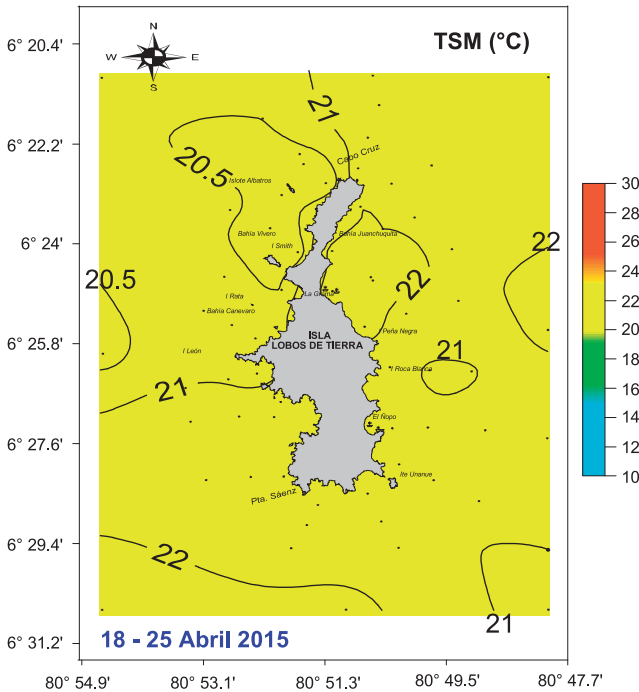 N
W E
S
TSM (°C)
6° 20.4'
6° 22.2'
6° 24'
6° 25.8'
6° 27.6'
6° 29.4'
6° 31.2'
21
Cabo Cruz
20.5
Islote Albatros
Bahía Vivero
Bahía Juanchuquita
I Smith
22
22
20.5
I Rata
La Grama
Bahía Canevaro
Peña Negra
ISLA
LOBOS DE TIERRA
I León
21
I Roca Blanca
21
El Ñopo
Ite Unanue
Pta. Sáenz
22
21
18 - 25 Abril 2015
80° 54.9' 80° 53.1' 80° 51.3' 80° 49.5' 80° 47.7'
30
28
26
24
22
20
18
16
14
12
10